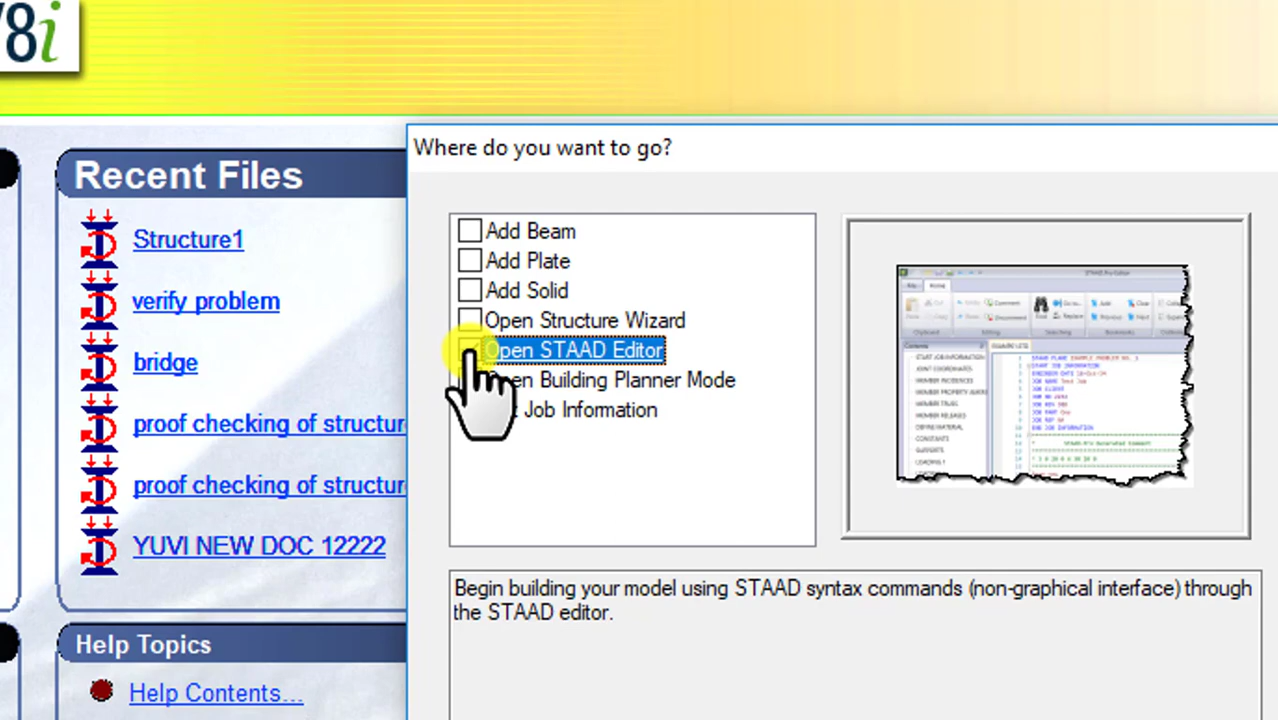 V8i
Recent Files
Structure1
verify problem
bridge
proof checking of structur
proof checking of structur
YUVI NEW DOC 12222
Help Topics
Help Contents...
Where do you want to go?
Add Beam
Add Plate
Add Solid
Open Structure Wizard
Open STAAD Editor
en Building Planner Mode
t Job Information
Begin building your model using STAAD syntax commands (non-graphical interface) through
the STAAD editor.